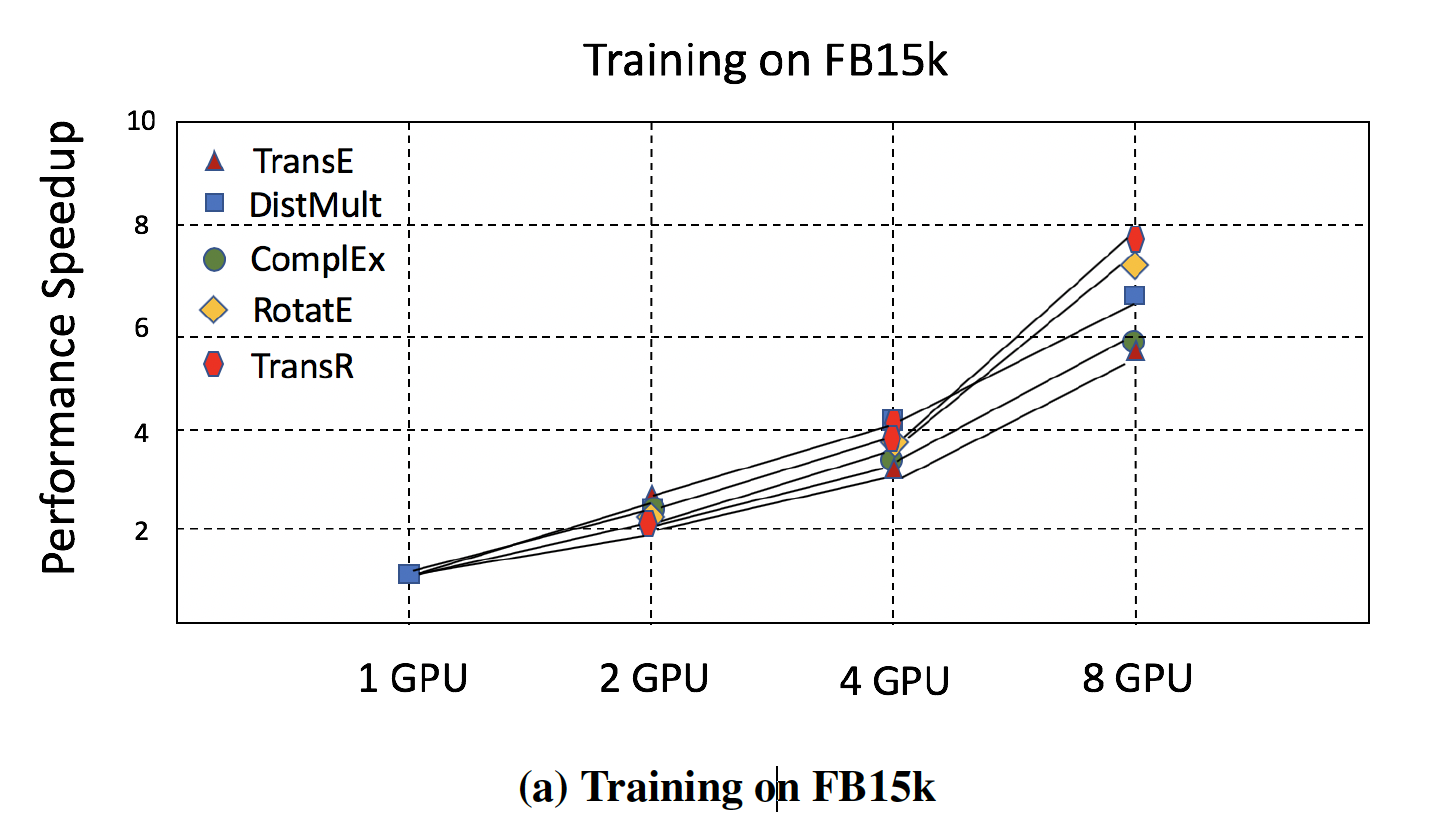 Training on FB15k
Performance Speedup
10
8
6
4
2
TransE
DistMult
ComplEx
RotatE
TransR
1 GPU
2 GPU
4 GPU
8 GPU
(a) Training on FB15k